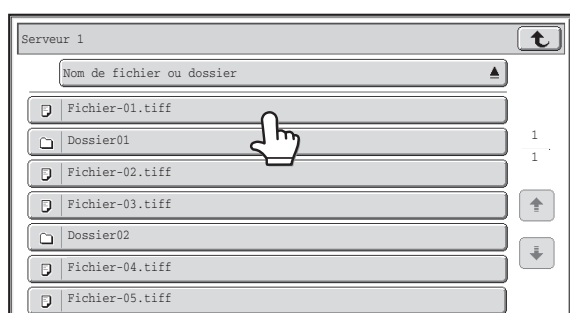 Serveur 1
Nom de fichier ou dossier
Fichier-01.tiff
Dossier01
Fichier-02.tiff
Fichier-03.tiff
Dossier02
Fichier-04.tiff
Fichier-05.tiff
1
1